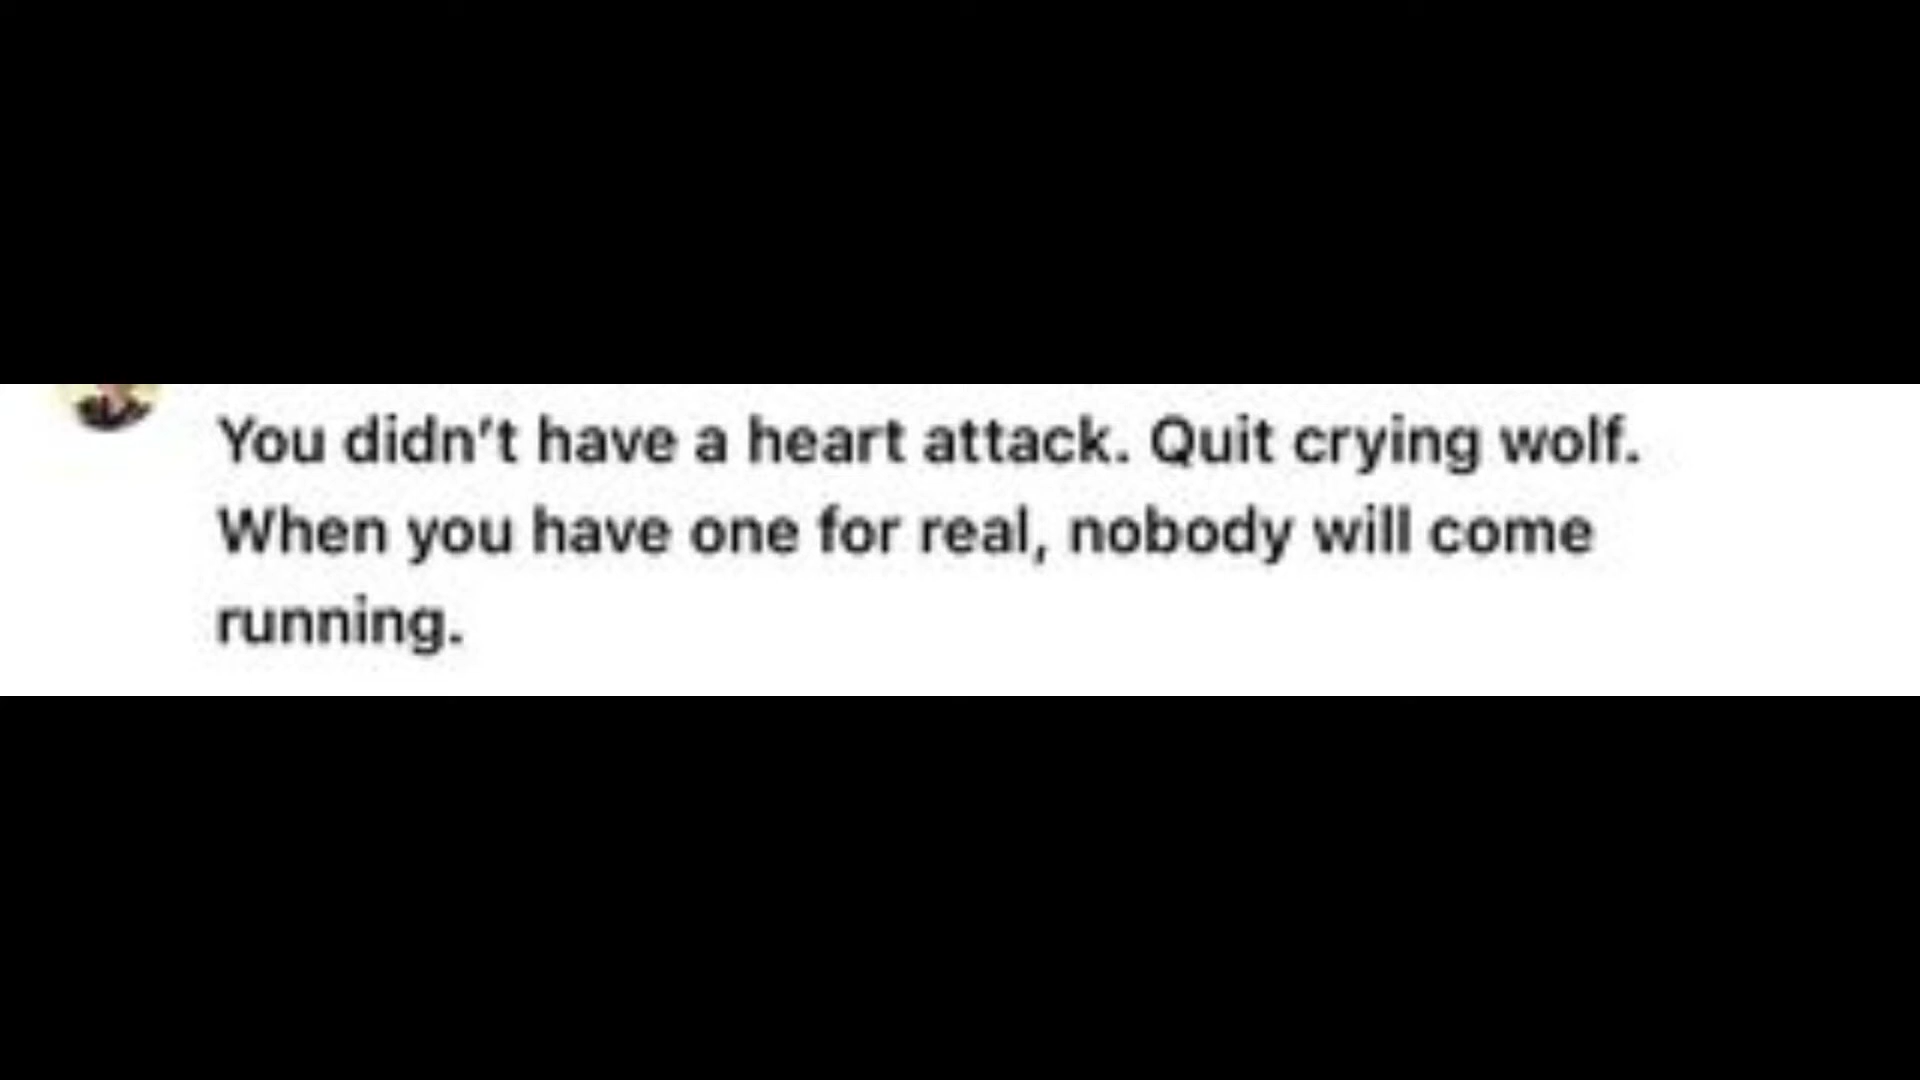 You didn’t have a heart attack. Quit crying wolf.
When you have one for real, nobody will come
running.